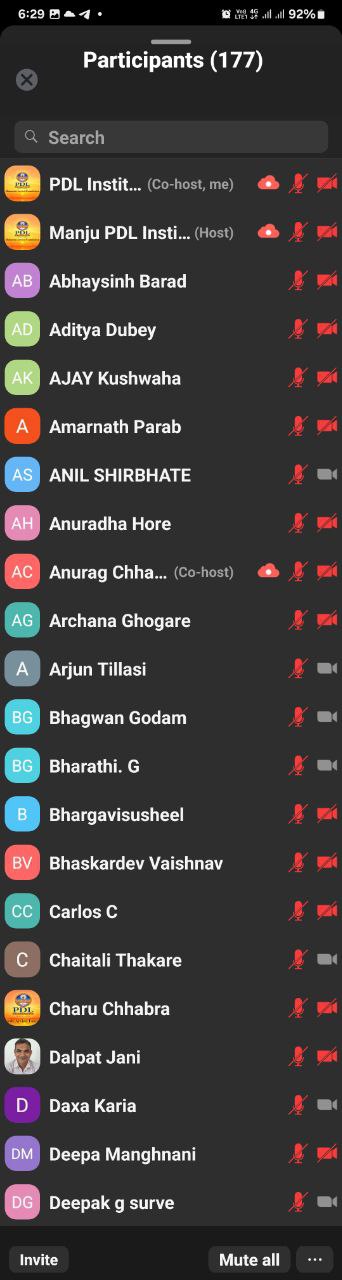 6:29
VoD 4G LTE1 92%
Participants (177)
Search
PDL Instit... (Co-host, me)
PDL Manju PDL Insti... (Host)
AB Abhaysinh Barad
AD Aditya Dubey
AK AJAY Kushwaha
A Amarnath Parab
AS ANIL SHIRBHATE
AH Anuradha Hore
AC Anurag Chha... (Co-host)
AG Archana Ghogare
A Arjun Tillasi
BG Bhagwan Godam
BG Bharathi. G
B Bhargavisusheel
BV Bhaskardev Vaishnav
CC Carlos C
C Chaitali Thakare
PDL Charu Chhabra
Dalpat Jani
D Daxa Karia
DM Deepa Manghnani
DG Deepak g surve
Invite Mute all ...